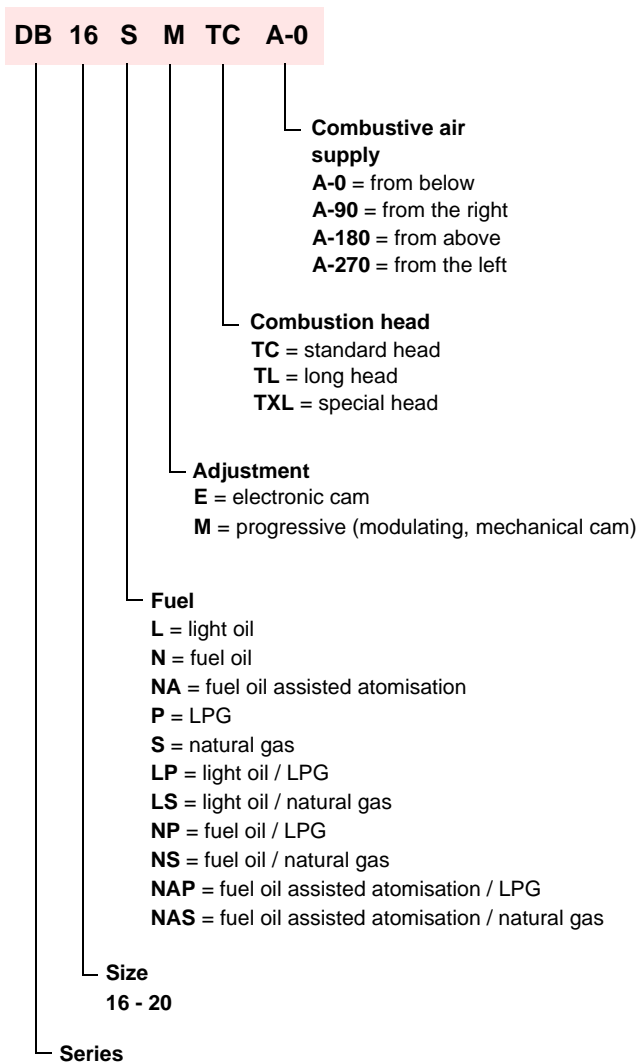 DB 16 S M TC A-0
Combustive air
supply
A-0 = from below
A-90 = from the right
A-180 = from above
A-270 = from the left
Combustion head
TC = standard head
TL = long head
TXL = special head
Adjustment
E = electronic cam
M = progressive (modulating, mechanical cam)
Fuel
L = light oil
N = fuel oil
NA = fuel oil assisted atomisation
P = LPG
S = natural gas
LP = light oil / LPG
LS = light oil / natural gas
NP = fuel oil / LPG
NS = fuel oil / natural gas
NAP = fuel oil assisted atomisation / LPG
NAS = fuel oil assisted atomisation / natural gas
Size
16 - 20
Series